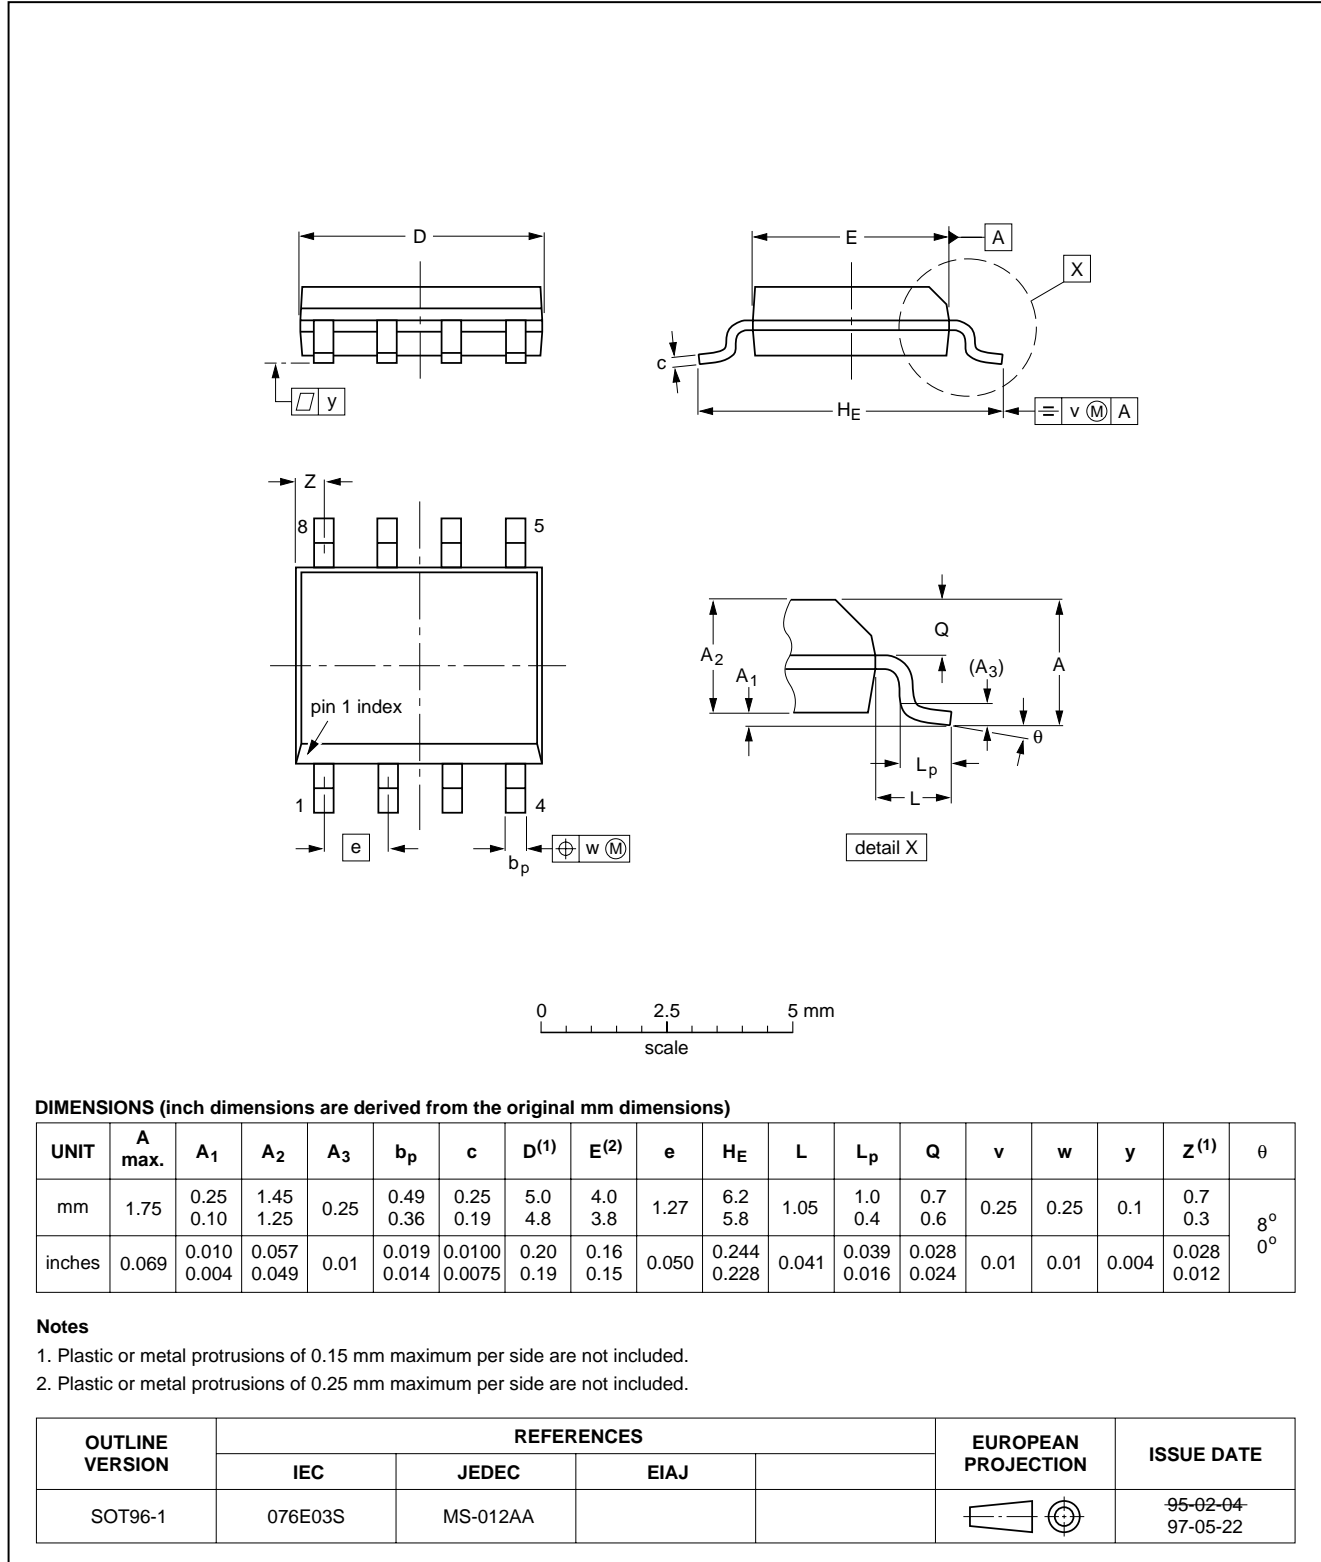 D
E
A
X
c
y
HE
v M A
Z
8
5
pin 1 index
1
4
e
w M
bp
Q
A2
A1
(A3)
A
θ
Lp
L
detail X
0 2.5 5 mm
scale
DIMENSIONS (inch dimensions are derived from the original mm dimensions)
UNIT A max. A1 A2 A3 bp c D(1) E(2) e HE L Lp Q v w y Z(1) θ
mm 1.75 0.25 0.10 1.45 1.25 0.25 0.49 0.36 0.25 0.19 5.0 4.8 4.0 3.8 1.27 6.2 5.8 1.05 1.0 0.4 0.7 0.6 0.25 0.25 0.1 0.7 0.3 8o 0o
inches 0.069 0.010 0.004 0.057 0.049 0.01 0.019 0.014 0.0100 0.0075 0.20 0.19 0.16 0.15 0.050 0.244 0.228 0.041 0.039 0.016 0.028 0.024 0.01 0.01 0.004 0.028 0.012
Notes
1. Plastic or metal protrusions of 0.15 mm maximum per side are not included.
2. Plastic or metal protrusions of 0.25 mm maximum per side are not included.
OUTLINE VERSION REFERENCES EUROPEAN PROJECTION ISSUE DATE
IEC JEDEC EIAJ
SOT96-1 076E03S MS-012AA 95-02-04
97-05-22